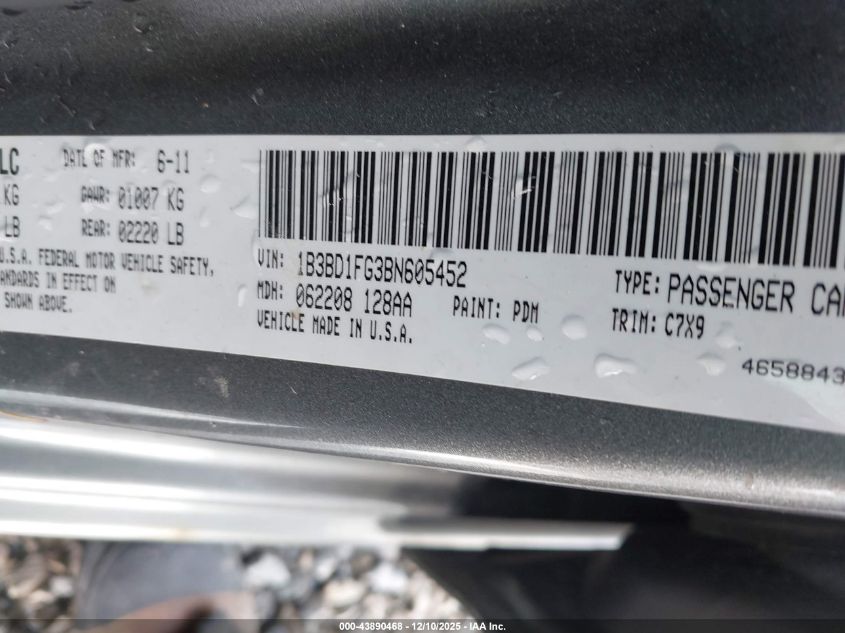 LC DATE OF MFR: 6-11
KG GAWR: 01007 KG
LB REAR: 02220 LB
U.S.A. FEDERAL MOTOR VEHICLE SAFETY,
STANDARDS IN EFFECT ON
SHOWN ABOVE.
VIN: 1B3BD1FG3BN605452
MDH: 062208 128AA
PAINT: PDM
VEHICLE MADE IN U.S.A.
TYPE: PASSENGER CAR
TRIM: C7X9
4658843
000-43890468 - 12/10/2025 - IAA Inc.